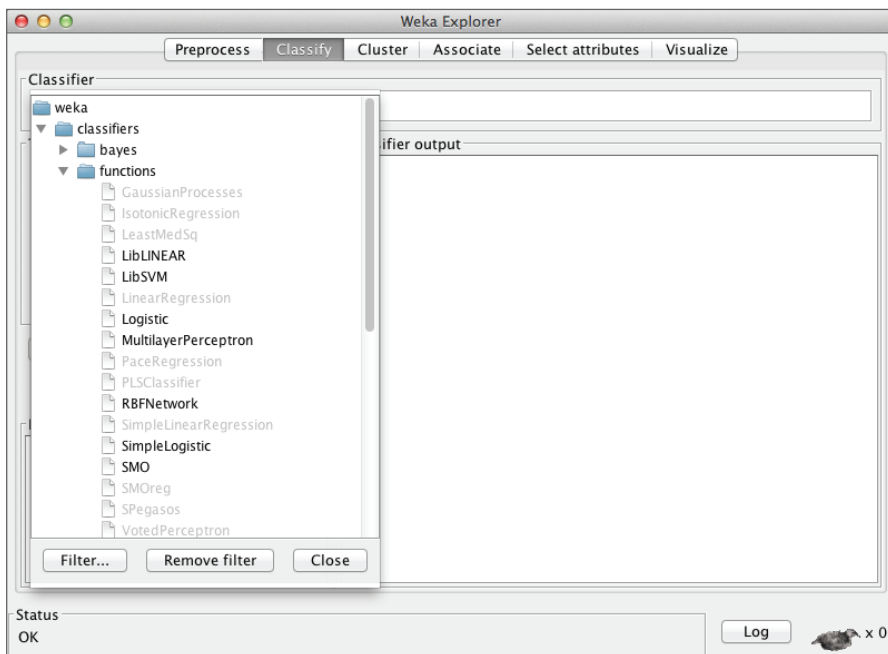 Weka Explorer
Preprocess Classify Cluster Associate Select attributes Visualize
Classifier
weka
classifiers
bayes
functions
GaussianProcesses
IsotonicRegression
LeastMedSq
LibLINEAR
LibSVM
LinearRegression
Logistic
MultilayerPerceptron
PaceRegression
PLSClassifier
RBFNetwork
SimpleLinearRegression
SimpleLogistic
SMO
SMOreg
SPegasos
VotedPerceptron
Filter... Remove filter Close
ifier output
Status
OK
Log
x 0